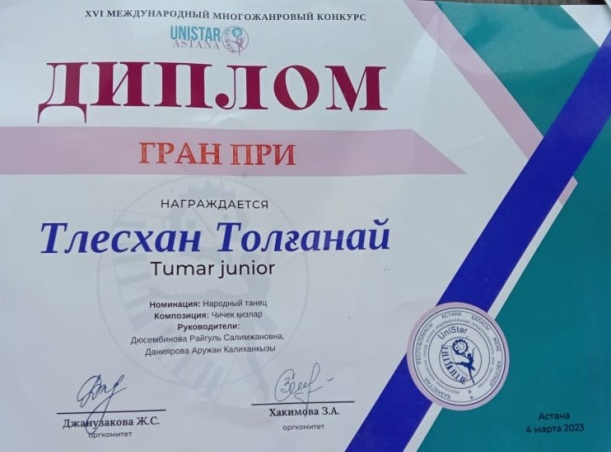 XVI МЕЖДУНАРОДНЫЙ МНОГОЖАНРОВЫЙ КОНКУРС
UNISTAR
ASTANA
ДИПЛОМ
ГРАН ПРИ
НАГРАЖДАЕТСЯ
Тлесхан Толғанай
Tumar junior
Номинация: Народный танец
Композиция: Чичек қизлар
Руководители:
Дюсембинова Райгуль Салимжановна,
Даниярова Аружан Калиханкызы
Джанузакова Ж.С.
оргкомитет
Хакимова З.А.
оргкомитет
UniStar
Астана
4 марта 2023